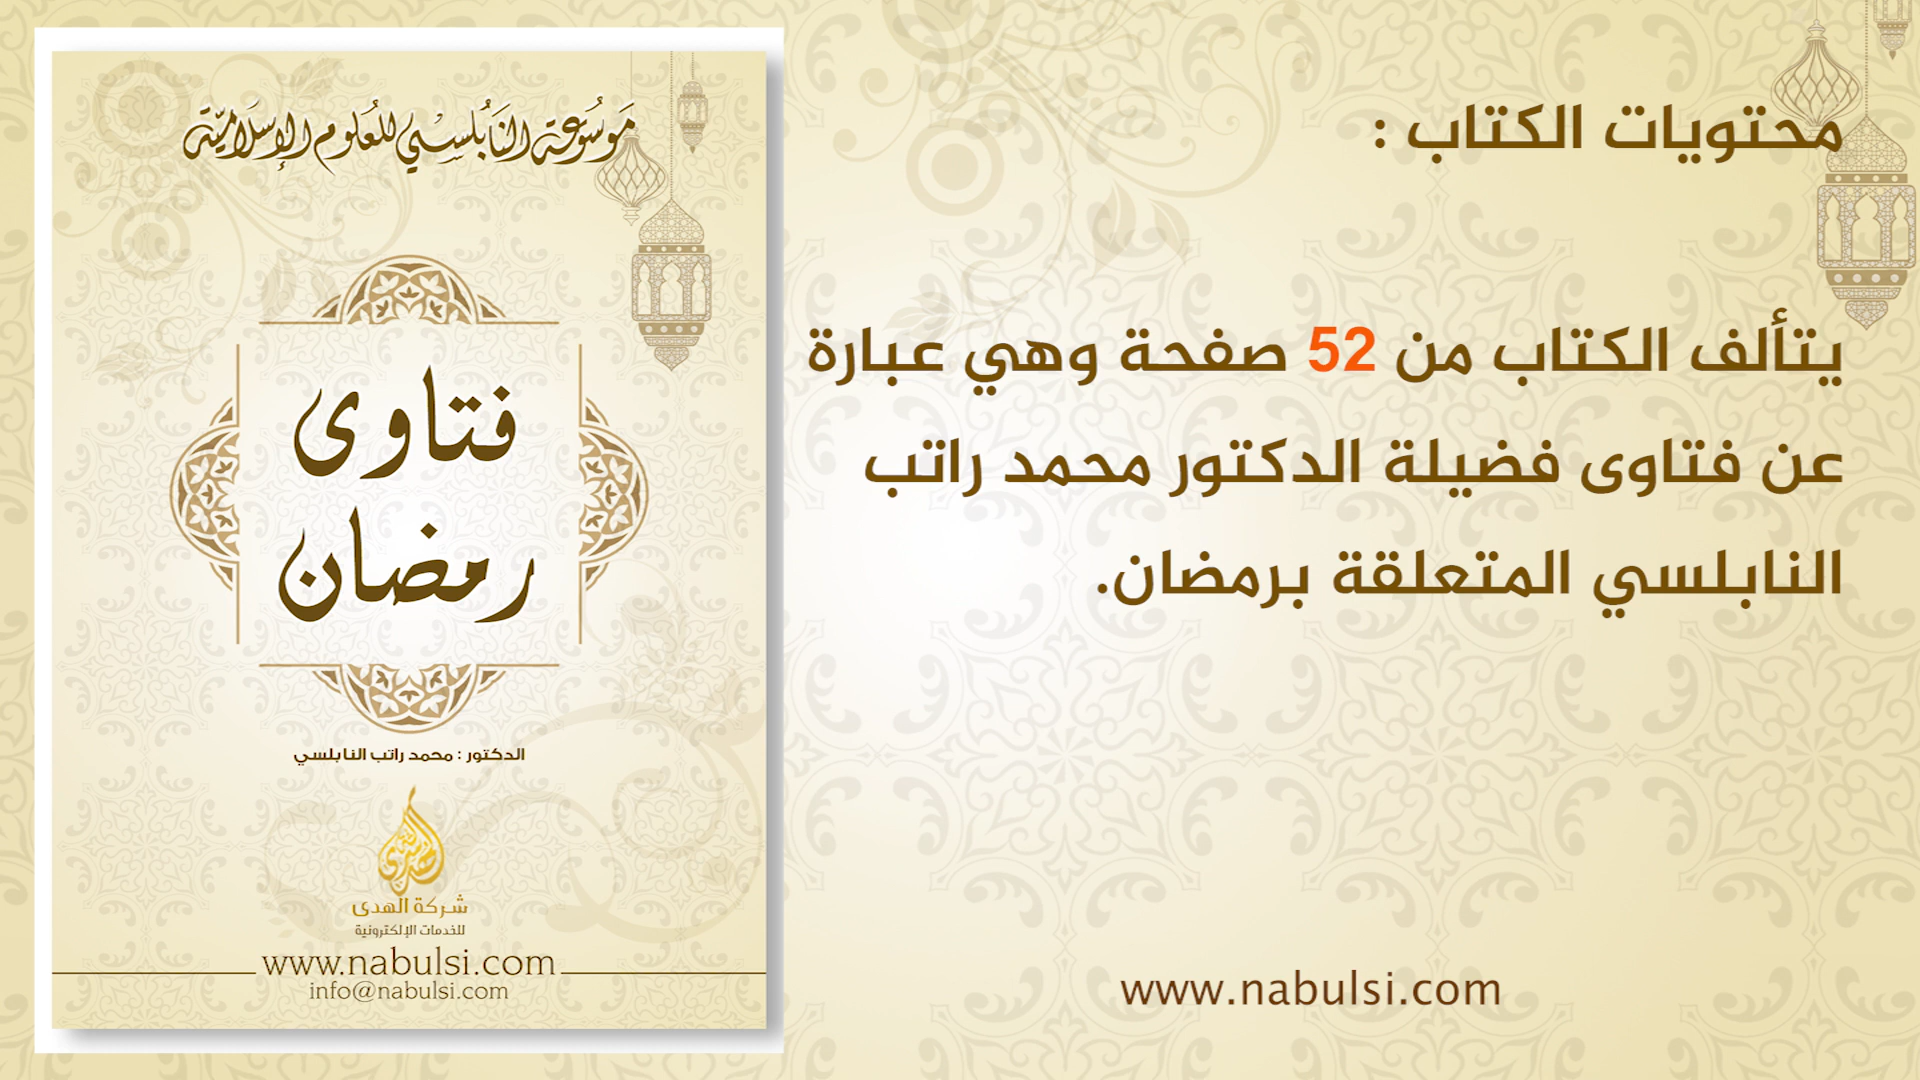 موسوعة النابلسي للعلوم الإسلامية
فتاوى
رمضان
الدكتور : محمد راتب النابلسي
شركة الهدى
للخدمات الإلكترونية
www.nabulsi.com
info@nabulsi.com
محتويات الكتاب :
يتألف الكتاب من 52 صفحة وهي عبارة
عن فتاوى فضيلة الدكتور محمد راتب
النابلسي المتعلقة برمضان.
www.nabulsi.com